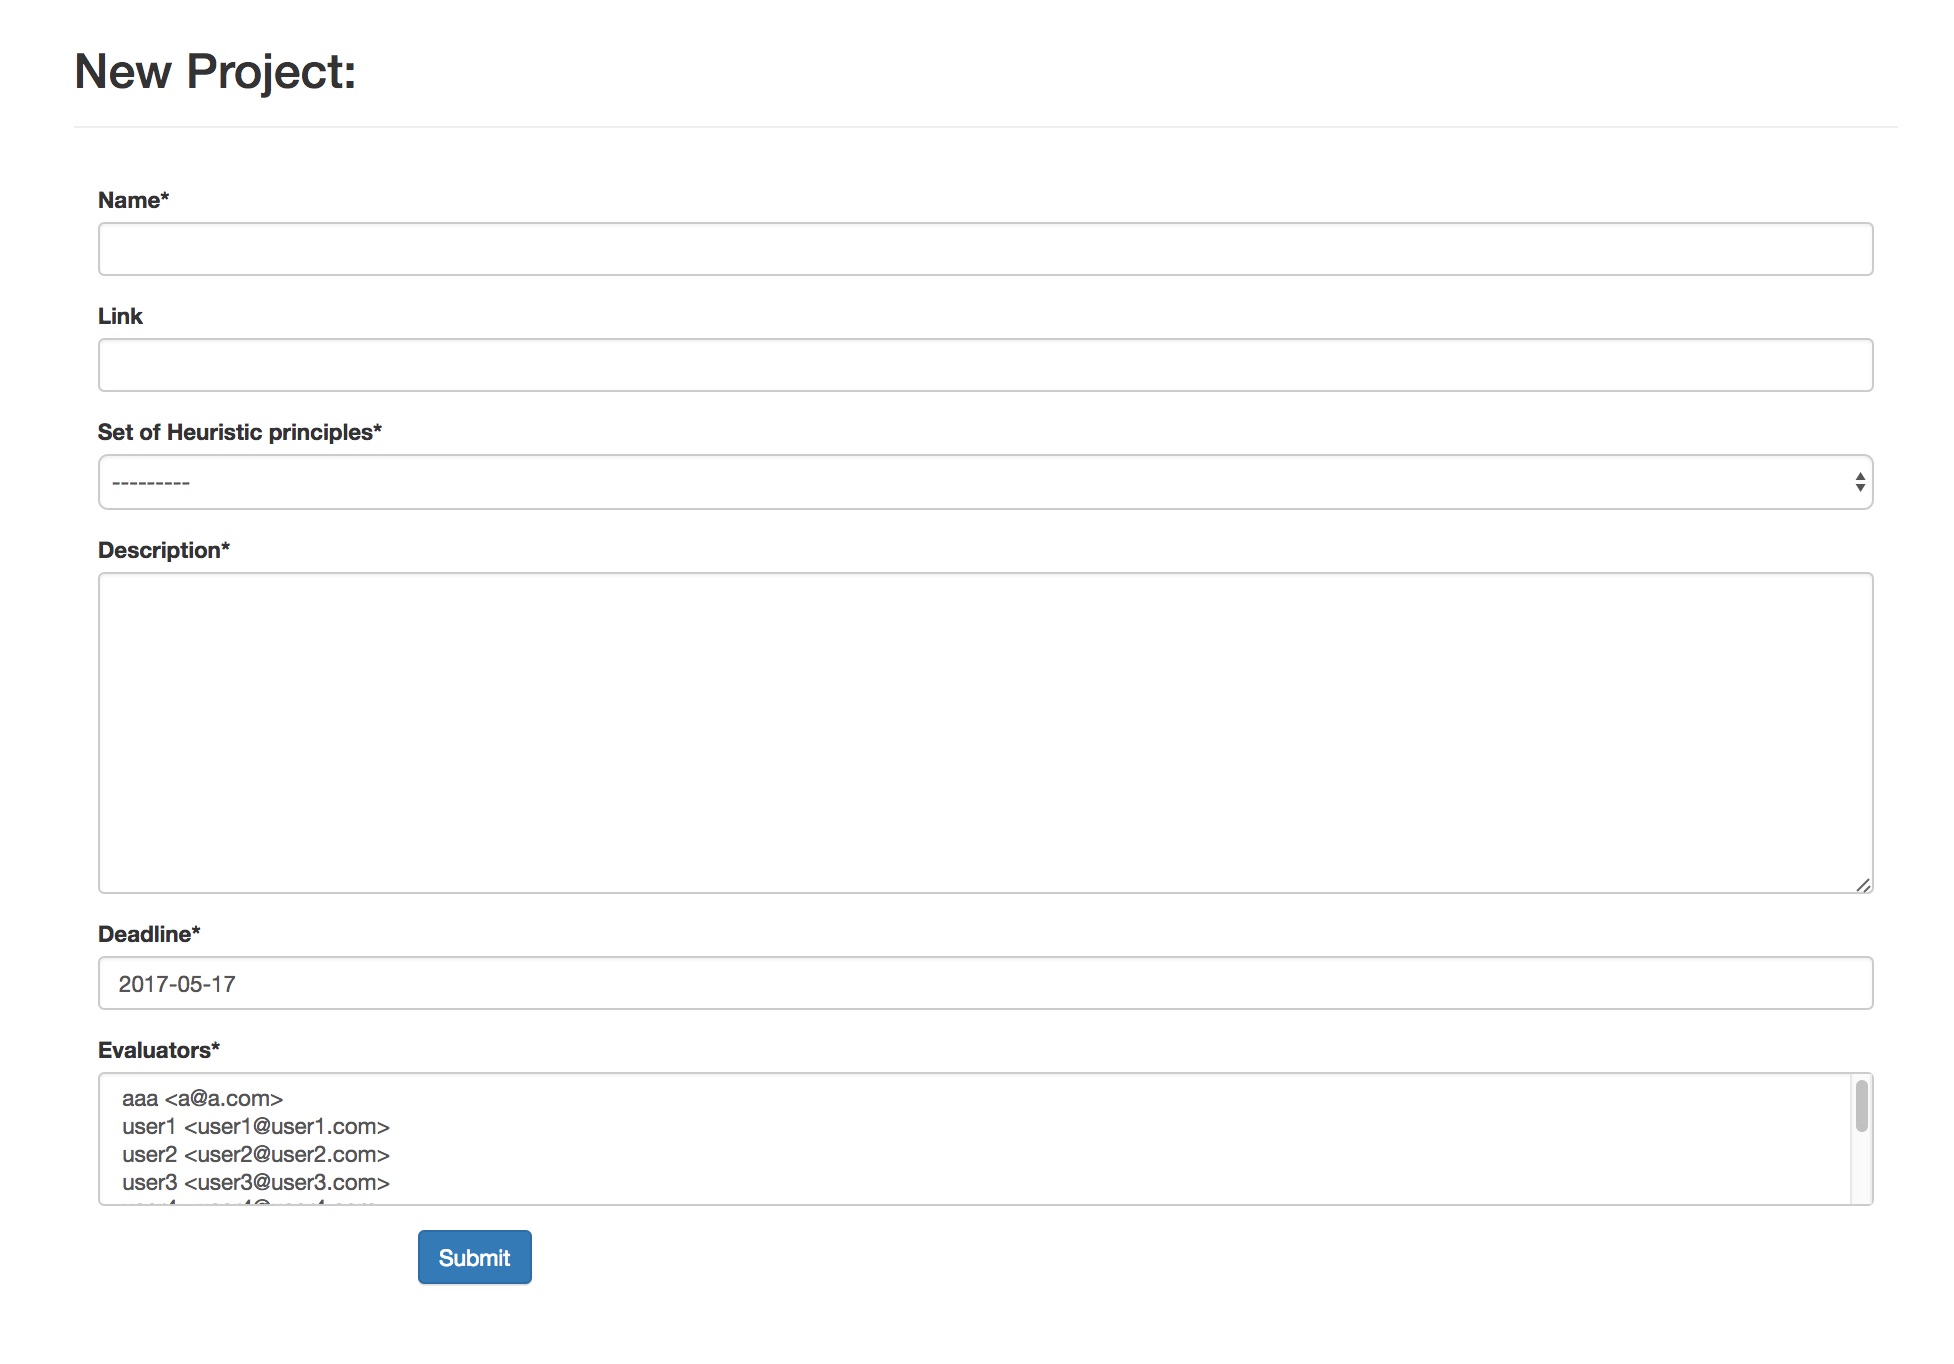 New Project:
Name*
Link
Set of Heuristic principles*
---------
Description*
Deadline*
2017-05-17
Evaluators*
aaa <a@a.com>
user1 <user1@user1.com>
user2 <user2@user2.com>
user3 <user3@user3.com>
Submit